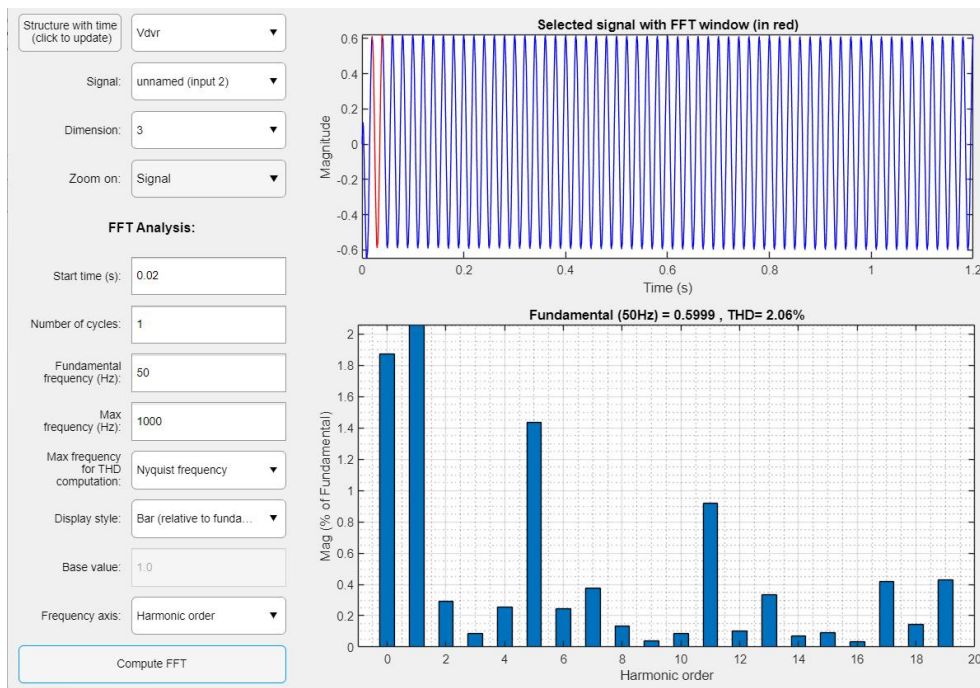 Structure with time
(click to update)
Vdvr
Signal:
unnamed (input 2)
Dimension:
3
Zoom on:
Signal
FFT Analysis:
Start time (s):
0.02
Number of cycles:
1
Fundamental
frequency (Hz):
50
Max
frequency (Hz):
1000
Max frequency
for THD
computation:
Nyquist frequency
Display style:
Bar (relative to funda...
Base value:
1.0
Frequency axis:
Harmonic order
Compute FFT
Selected signal with FFT window (in red)
Magnitude
0.6
0.4
0.2
0
-0.2
-0.4
-0.6
0 0.2 0.4 0.6 0.8 1 1.2
Time (s)
Fundamental (50Hz) = 0.5999 , THD= 2.06%
Mag (% of Fundamental)
2
1.8
1.6
1.4
1.2
1
0.8
0.6
0.4
0.2
0
0 2 4 6 8 10 12 14 16 18 20
Harmonic order